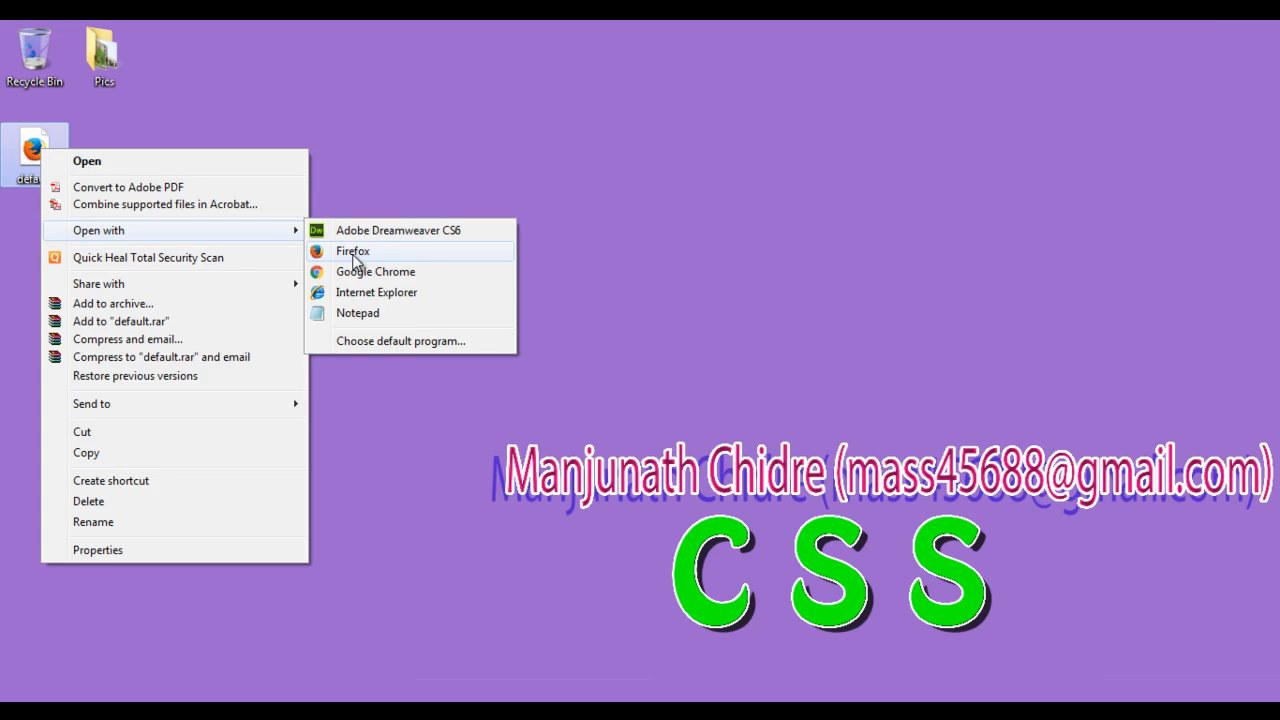 Recycle Bin
Pics
defau
Open
Convert to Adobe PDF
Combine supported files in Acrobat...
Open with
Quick Heal Total Security Scan
Share with
Add to archive...
Add to "default.rar"
Compress and email...
Compress to "default.rar" and email
Restore previous versions
Send to
Cut
Copy
Create shortcut
Delete
Rename
Properties
Dw
Adobe Dreamweaver CS6
Firefox
Google Chrome
Internet Explorer
Notepad
Choose default program...
Manjunath Chidre (mass45688@gmail.com)
C S S